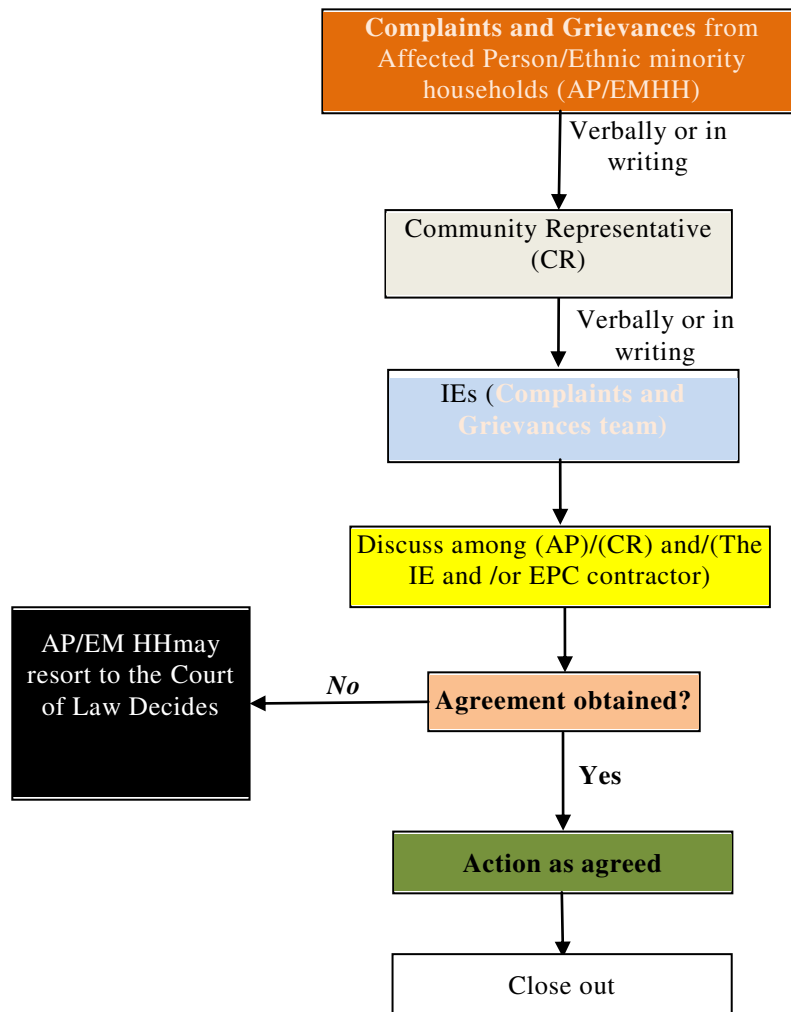 Complaints and Grievances from
Affected Person/Ethnic minority
households (AP/EMHH)
Verbally or in
writing
Community Representative
(CR)
Verbally or in
writing
IEs (Complaints and
Grievances team)
Discuss among (AP)/(CR) and/(The
IE and /or EPC contractor)
AP/EM HHmay
resort to the Court
of Law Decides
No
Agreement obtained?
Yes
Action as agreed
Close out